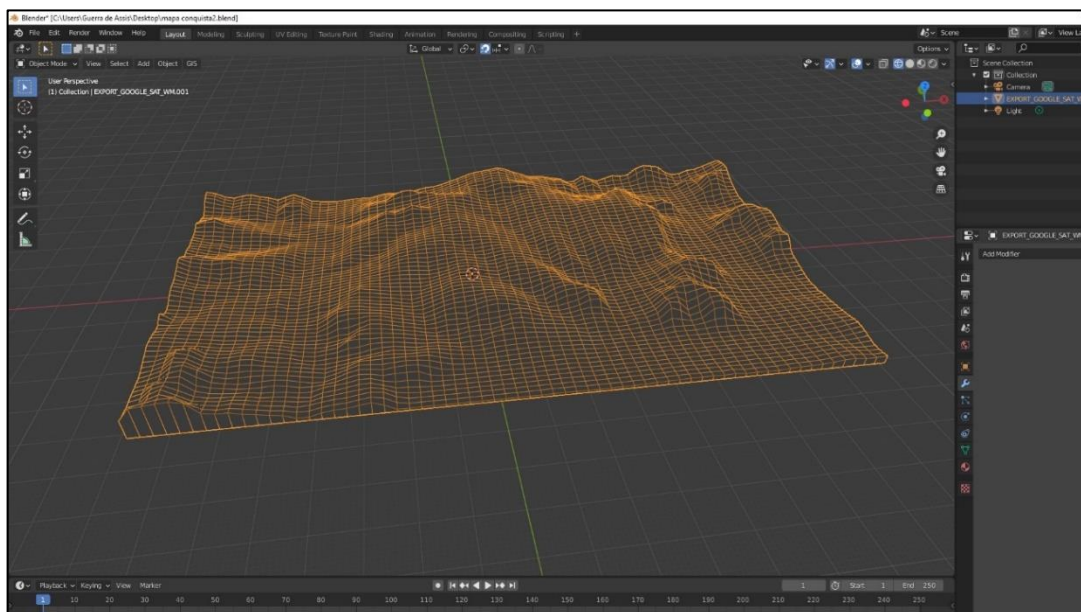 Blender* [C:\Users\Guerra de Assis\Desktop\mapa conquista2.blend]
File Edit Render Window Help Layout Modeling Sculpting UV Editing Texture Paint Shading Animation Rendering Compositing Scripting + Scene View La
Global Options
Object Mode View Select Add Object GIS
User Perspective
(1) Collection | EXPORT_GOOGLE_SAT_WM.001
Scene Collection
Collection
Camera
EXPORT_GOOGLE_SAT_W
Light
EXPORT_GOOGLE_SAT_WM
Add Modifier
Playback Keying View Marker 1 Start 1 End 250
1 10 20 30 40 50 60 70 80 90 100 110 120 130 140 150 160 170 180 190 200 210 220 230 240 250